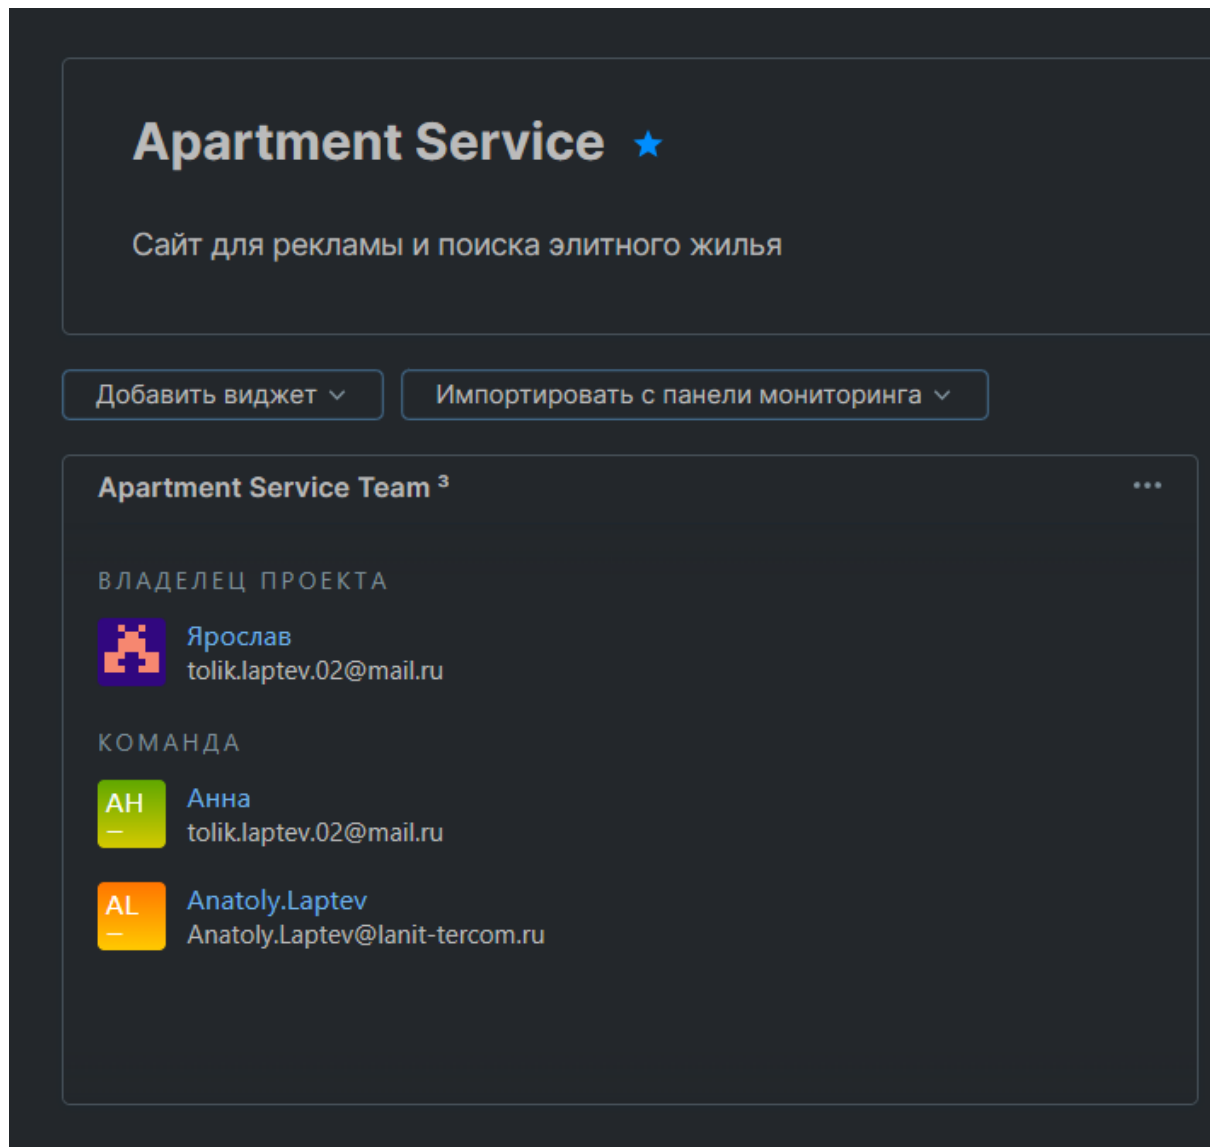 Apartment Service
Сайт для рекламы и поиска элитного жилья
Добавить виджет
Импортировать с панели мониторинга
Apartment Service Team ³
ВЛАДЕЛЕЦ ПРОЕКТА
Ярослав
tolik.laptev.02@mail.ru
КОМАНДА
АН
Анна
tolik.laptev.02@mail.ru
AL
Anatoly.Laptev
Anatoly.Laptev@lanit-tercom.ru